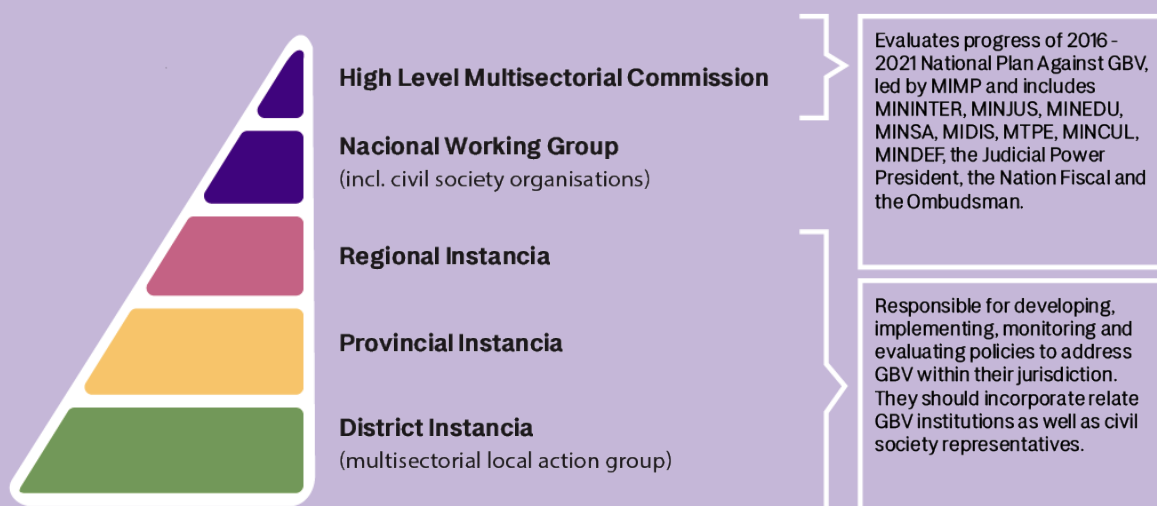 High Level Multisectorial Commission
Evaluates progress of 2016 -
2021 National Plan Against GBV,
led by MIMP and includes
MININTER, MINJUS, MINEDU,
MINSA, MIDIS, MTPE, MINCUL,
MINDEF, the Judicial Power
President, the Nation Fiscal and
the Ombudsman.
Nacional Working Group
(incl. civil society organisations)
Regional Instancia
Provincial Instancia
District Instancia
(multisectorial local action group)
Responsible for developing,
implementing, monitoring and
evaluating policies to address
GBV within their jurisdiction.
They should incorporate relate
GBV institutions as well as civil
society representatives.